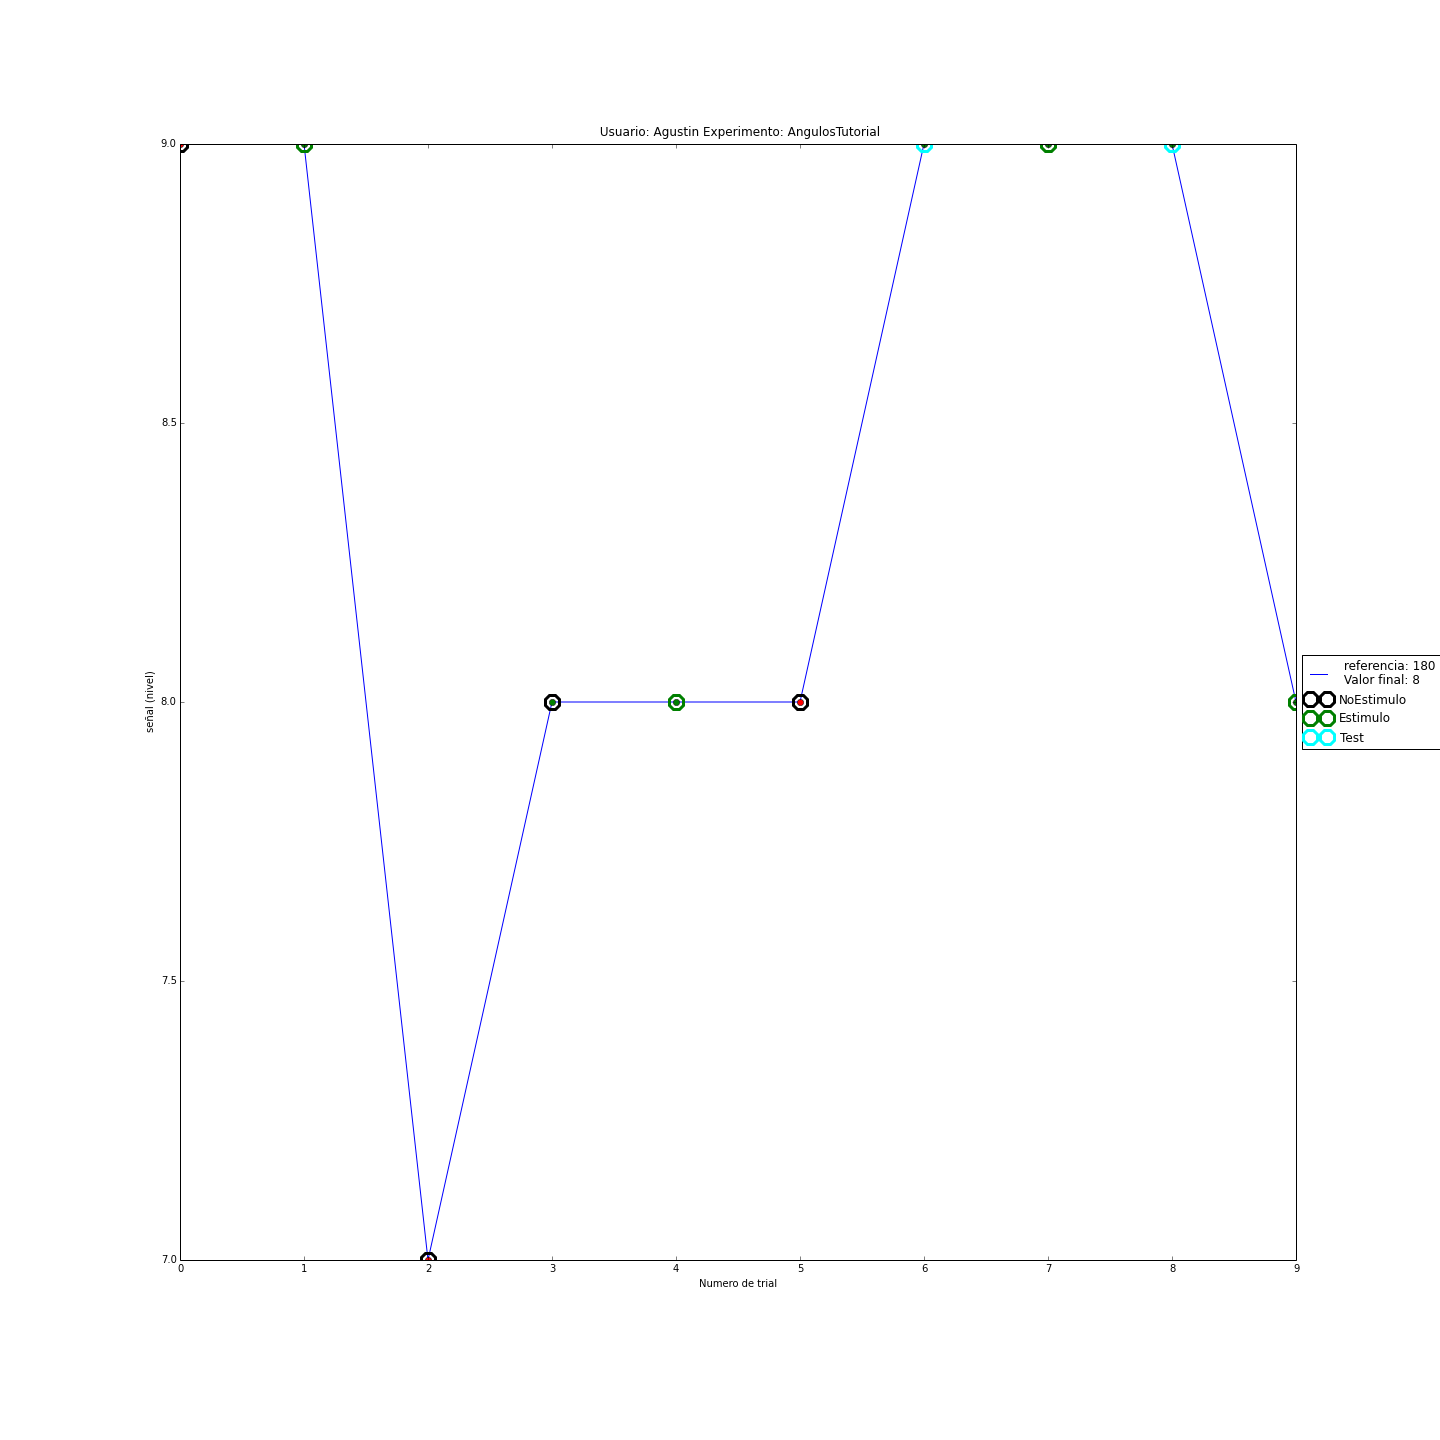 Usuario: Agustin Experimento: AngulosTutorial
9.0
8.5
8.0
7.5
7.0
señal (nivel)
0 1 2 3 4 5 6 7 8 9
Numero de trial
referencia: 180
Valor final: 8
NoEstimulo
Estimulo
Test